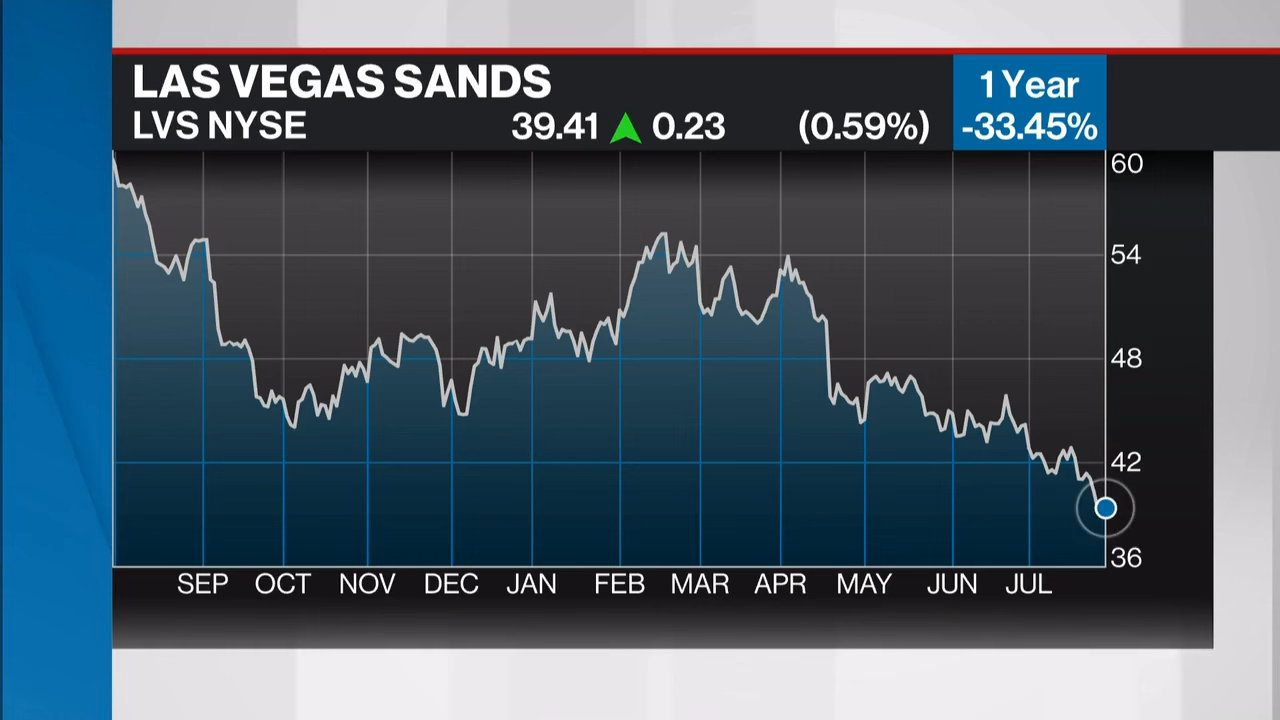 LAS VEGAS SANDS
LVS NYSE 39.41 ▲ 0.23 (0.59%)
1 Year
-33.45%
60
54
48
42
36
SEP OCT NOV DEC JAN FEB MAR APR MAY JUN JUL